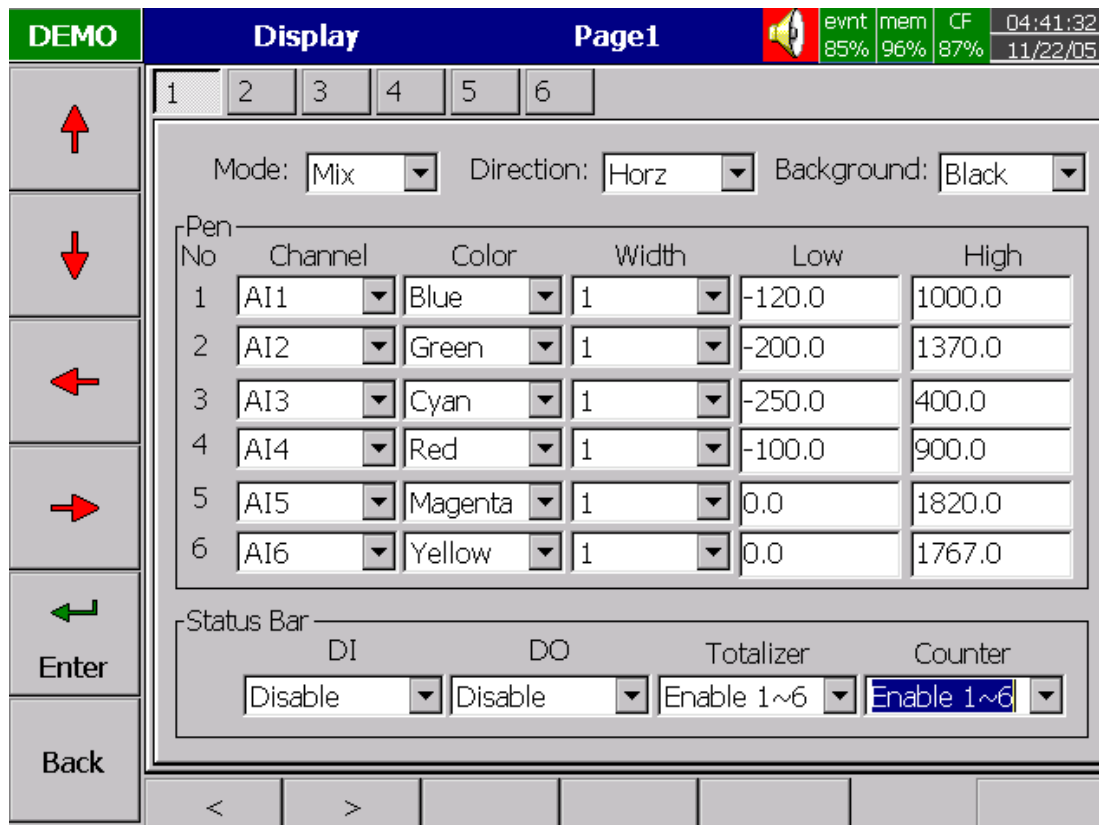 DEMO Display Page1 evnt mem CF 04:41:32
85% 96% 87% 11/22/05
1 2 3 4 5 6
Mode: Mix Direction: Horz Background: Black
Pen
No Channel Color Width Low High
1 AI1 Blue 1 -120.0 1000.0
2 AI2 Green 1 -200.0 1370.0
3 AI3 Cyan 1 -250.0 400.0
4 AI4 Red 1 -100.0 900.0
5 AI5 Magenta 1 0.0 1820.0
6 AI6 Yellow 1 0.0 1767.0
Status Bar
DI DO Totalizer Counter
Disable Disable Enable 1~6 Enable 1~6
Enter
Back
< >